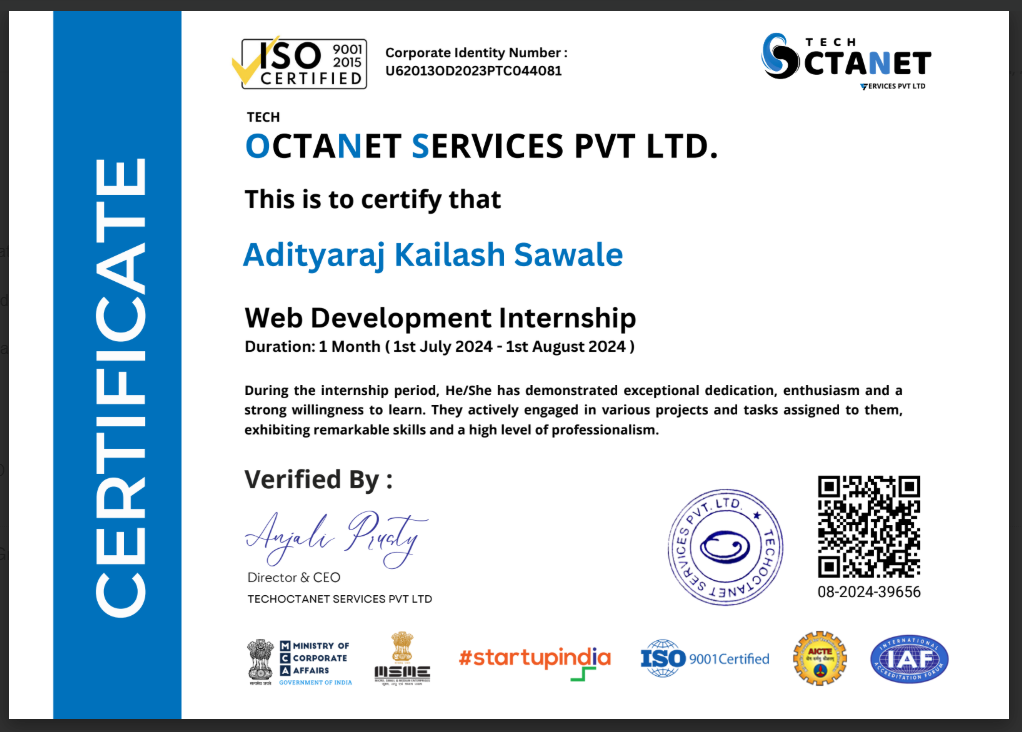 CERTIFICATE
ISO 9001 2015
CERTIFIED
Corporate Identity Number :
U62013OD2023PTC044081
TECH
OCTANET
SERVICES PVT LTD
TECH
OCTANET SERVICES PVT LTD.
This is to certify that
Adityaraj Kailash Sawale
Web Development Internship
Duration: 1 Month ( 1st July 2024 - 1st August 2024 )
During the internship period, He/She has demonstrated exceptional dedication, enthusiasm and a
strong willingness to learn. They actively engaged in various projects and tasks assigned to them,
exhibiting remarkable skills and a high level of professionalism.
Verified By :
Anjali Prusty
Director & CEO
TECHOCTANET SERVICES PVT LTD
TECHOCTANET SERVICES PVT. LTD. ★
08-2024-39656
सत्यमेव जयते
MCA
MINISTRY OF
CORPORATE
AFFAIRS
GOVERNMENT OF INDIA
MSME
#startupindia
ISO 9001Certified
AICTE
INTERNATIONAL
IAF
ACCREDITATION FORUM